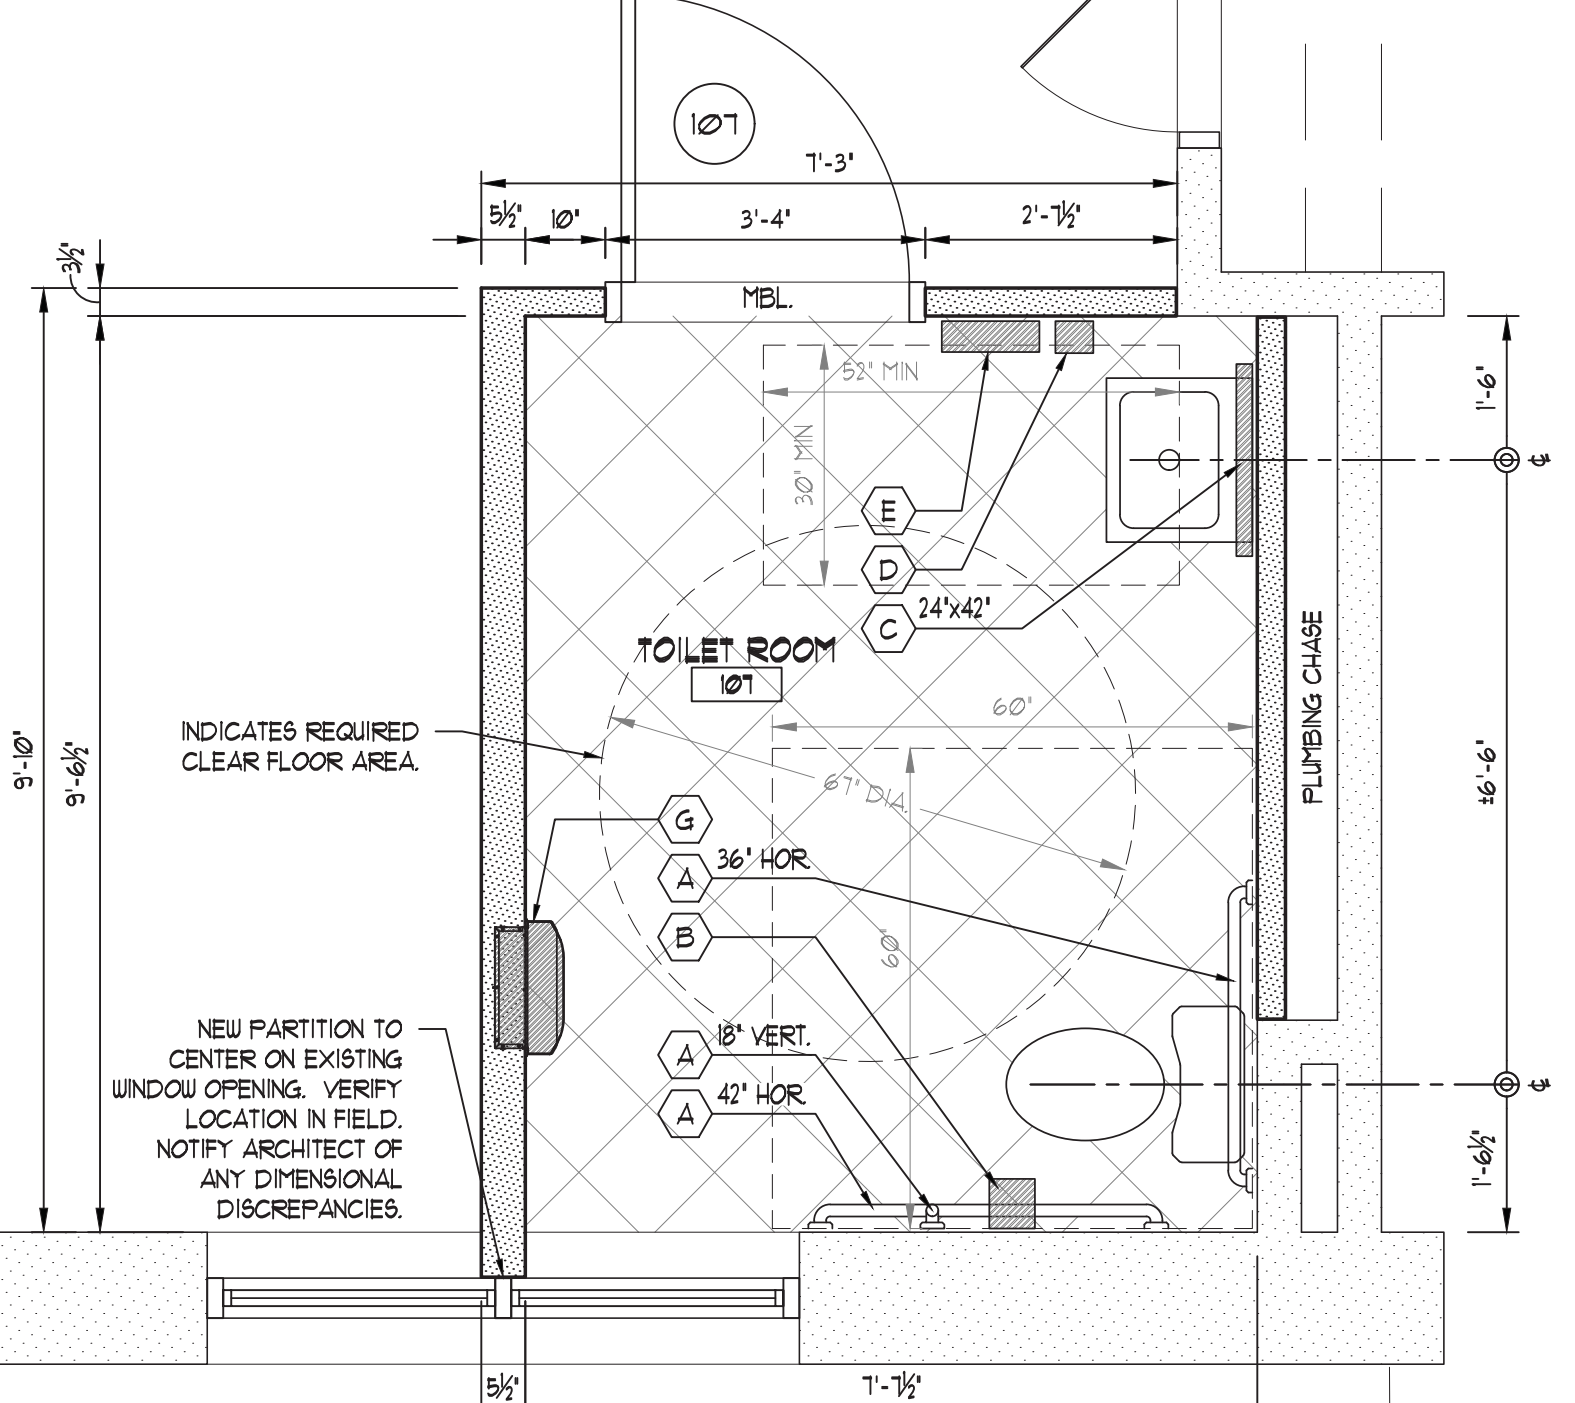 107
7'-3"
5½"
10"
3'-4"
2'-7½"
3½"
MBL.
52" MIN
30" MIN
1'-6"
℄
E
D
C
24"x42"
TOILET ROOM
107
60"
PLUMBING CHASE
INDICATES REQUIRED
CLEAR FLOOR AREA.
9'-10"
9'-6½"
67" DIA.
±6'-6"
G
A
36" HOR.
B
60"
NEW PARTITION TO
CENTER ON EXISTING
WINDOW OPENING. VERIFY
LOCATION IN FIELD.
NOTIFY ARCHITECT OF
ANY DIMENSIONAL
DISCREPANCIES.
A
18" VERT.
A
42" HOR.
℄
1'-6½"
5½"
7'-7½"